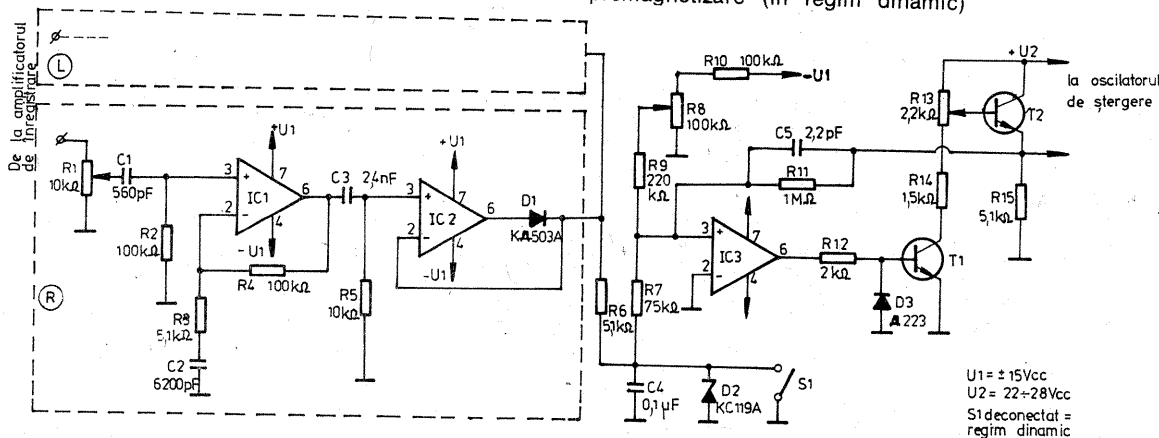 premagnetizare (în regim dinamic)
L
De la amplificatorul
de înregistrare
R10 100kΩ
-U1
+U2
la oscilatorul
de ștergere
R8
100kΩ
R13
2,2kΩ
T2
C5 2,2pF
+U1
+U1
R1
10kΩ
C1
560pF
3
7
IC1
6
2
4
C3 2,4nF
3
7
IC2
6
2
4
D1
KД503A
R9
220
kΩ
R11
1MΩ
R14
1,5kΩ
R15
5,1kΩ
R2
100kΩ
-U1
-U1
3
7
IC3
6
2
4
R12
2kΩ
T1
R4 100kΩ
R
R3
5,1kΩ
R5
10kΩ
R6
5,1kΩ
R7
75kΩ
D3
Д223
C2
6200pF
C4
0,1µF
D2
KC119A
S1
U1 = ± 15Vcc
U2 = 22÷28Vcc
S1 deconectat =
regim dinamic